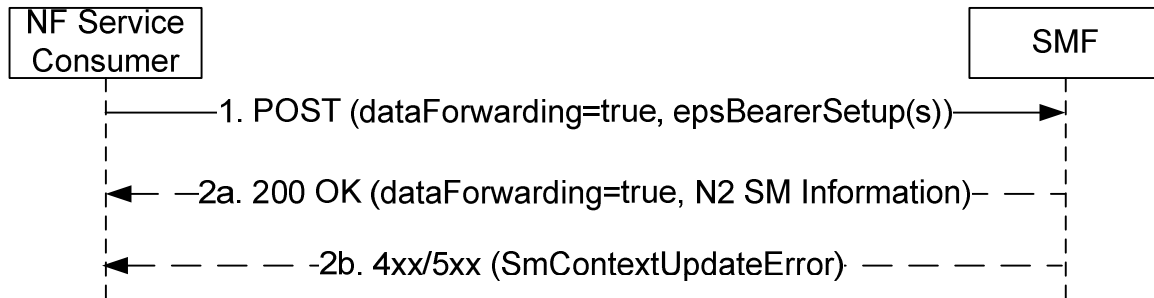 NF Service
Consumer
SMF
1. POST (dataForwarding=true, epsBearerSetup(s))
2a. 200 OK (dataForwarding=true, N2 SM Information)
2b. 4xx/5xx (SmContextUpdateError)